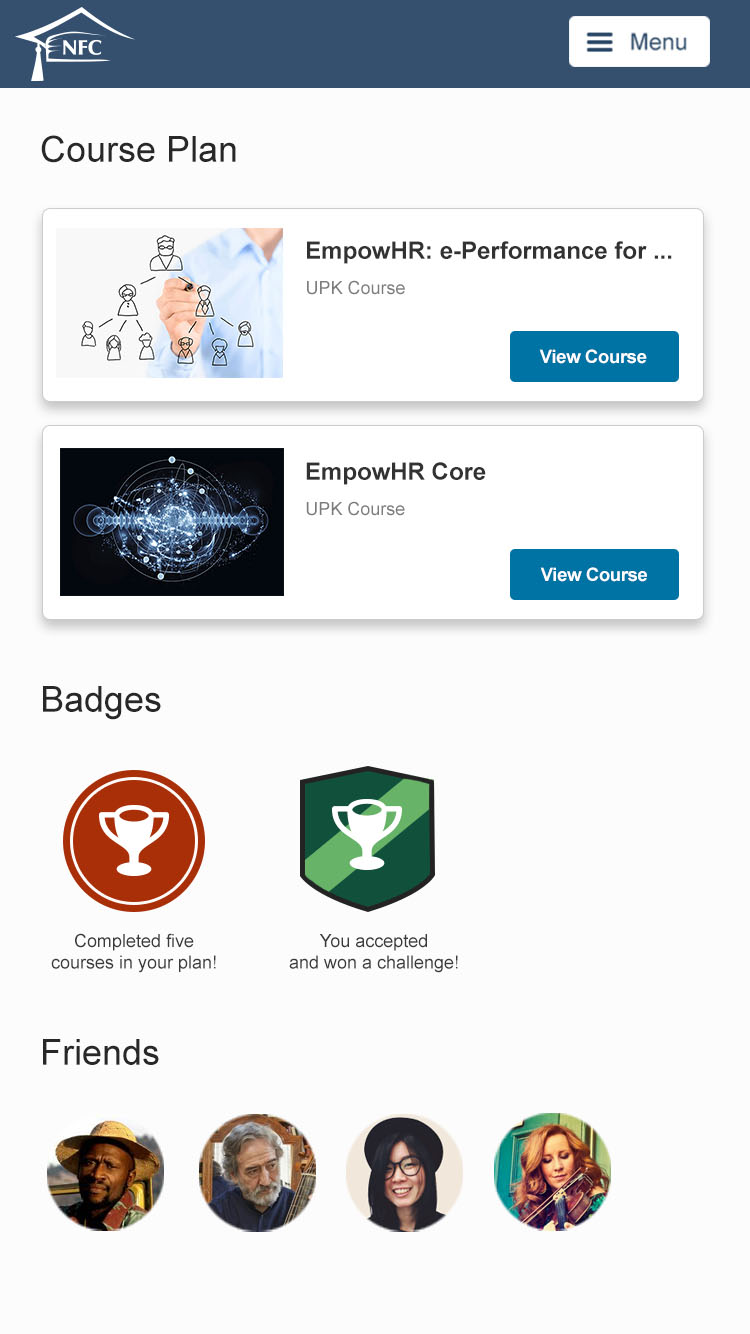 NFC
Menu
Course Plan
EmpowHR: e-Performance for ...
UPK Course
View Course
EmpowHR Core
UPK Course
View Course
Badges
Completed five
courses in your plan!
You accepted
and won a challenge!
Friends